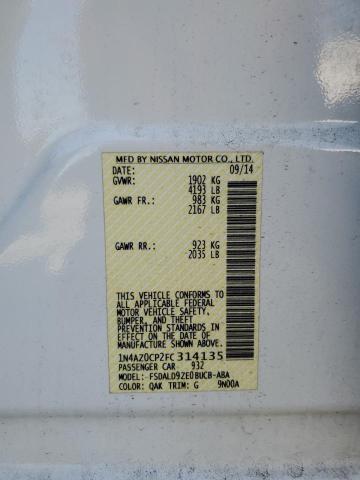 MFD BY NISSAN MOTOR CO., LTD.
DATE: 09/14
GVWR: 1902 KG
4193 LB
GAWR FR: 983 KG
2167 LB
GAWR RR: 923 KG
2035 LB
THIS VEHICLE CONFORMS TO
ALL APPLICABLE FEDERAL
MOTOR VEHICLE SAFETY,
BUMPER, AND THEFT
PREVENTION STANDARDS IN
EFFECT ON THE DATE OF
MANUFACTURE SHOWN ABOVE.
1N4AZ0CP2FC314135
PASSENGER CAR 932
MODEL: FSDALD9ZE0BUCB-ABA
COLOR: QAK TRIM: G 9N00A